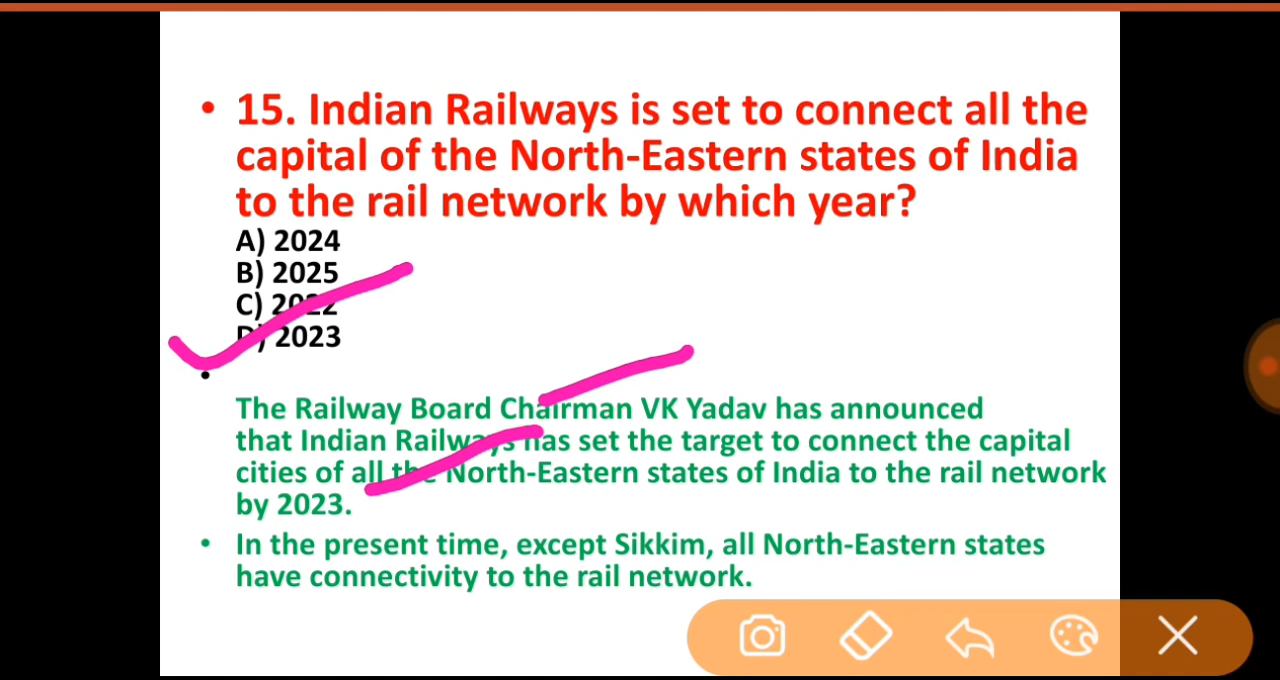 • 15. Indian Railways is set to connect all the
capital of the North-Eastern states of India
to the rail network by which year?
A) 2024
B) 2025
C) 2022
D) 2023
•
The Railway Board Chairman VK Yadav has announced
that Indian Railways has set the target to connect the capital
cities of all the North-Eastern states of India to the rail network
by 2023.
• In the present time, except Sikkim, all North-Eastern states
have connectivity to the rail network.